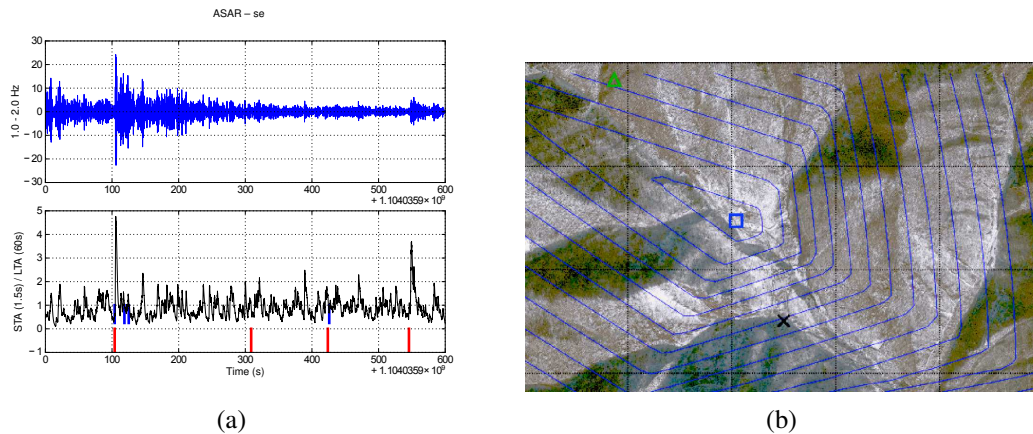 ASAR – se
30
20
10
0
−10
−20
−30
1.0 - 2.0 Hz
0 100 200 300 400 500 600
+ 1.1040359×10⁹
5
4
3
2
1
0
−1
STA (1.5s) / LTA (60s)
0 100 200 300 400 500 600
Time (s)
+ 1.1040359×10⁹
(a)
(b)